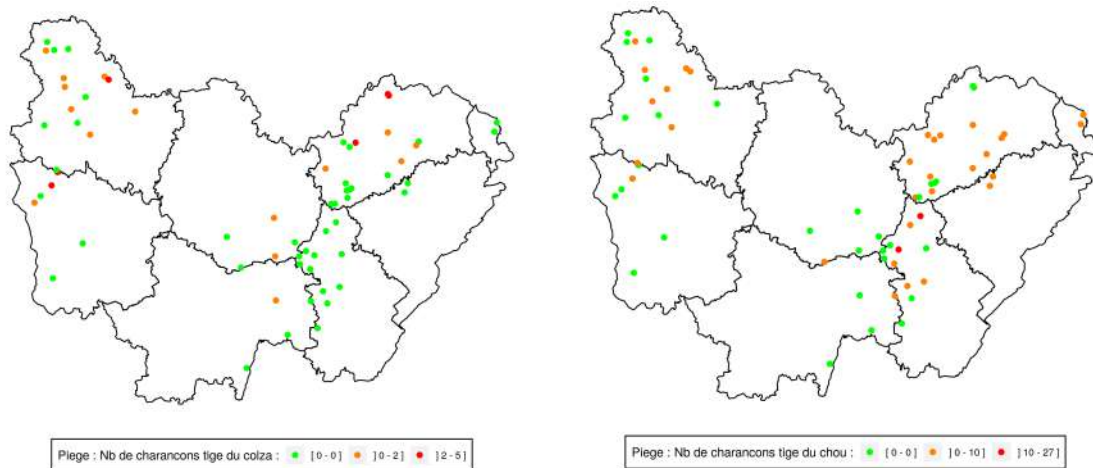 Piege : Nb de charancons tige du colza : [0-0] ]0-2] ]2-5]
Piege : Nb de charancons tige du chou : [0-0] ]0-10] ]10-27]